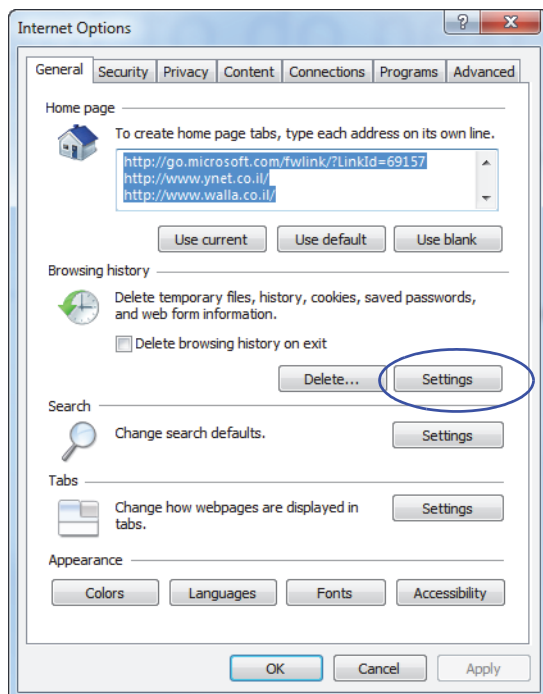 Internet Options
?
X
General Security Privacy Content Connections Programs Advanced
Home page
To create home page tabs, type each address on its own line.
http://go.microsoft.com/fwlink/?LinkId=69157
http://www.ynet.co.il/
http://www.walla.co.il/
Use current Use default Use blank
Browsing history
Delete temporary files, history, cookies, saved passwords,
and web form information.
Delete browsing history on exit
Delete... Settings
Search
Change search defaults. Settings
Tabs
Change how webpages are displayed in Settings
tabs.
Appearance
Colors Languages Fonts Accessibility
OK Cancel Apply